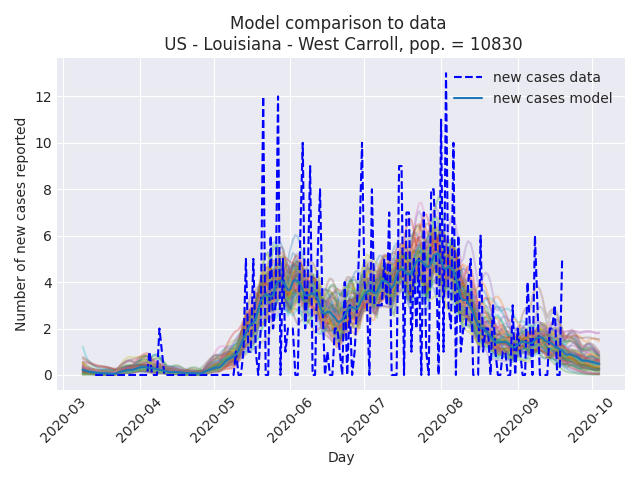 Model comparison to data
US - Louisiana - West Carroll, pop. = 10830
new cases data
new cases model
Number of new cases reported
12
10
8
6
4
2
0
2020-03
2020-04
2020-05
2020-06
2020-07
2020-08
2020-09
2020-10
Day